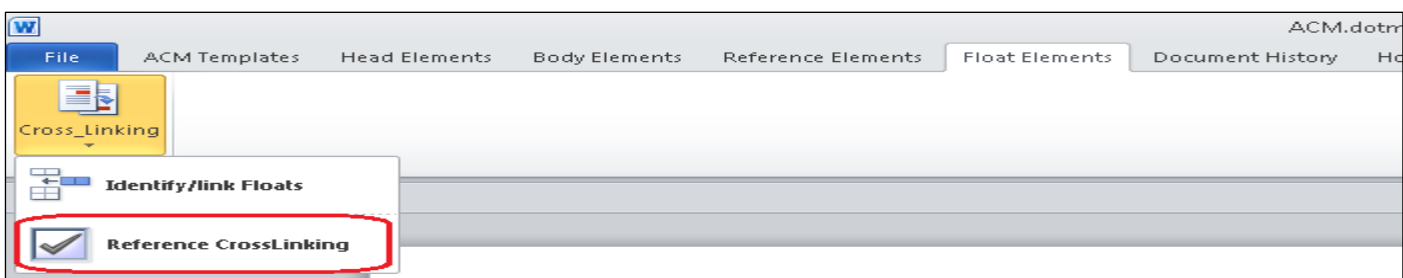 W
ACM.dotm
File ACM Templates Head Elements Body Elements Reference Elements Float Elements Document History Ho
Cross_Linking
Identify/link Floats
Reference CrossLinking